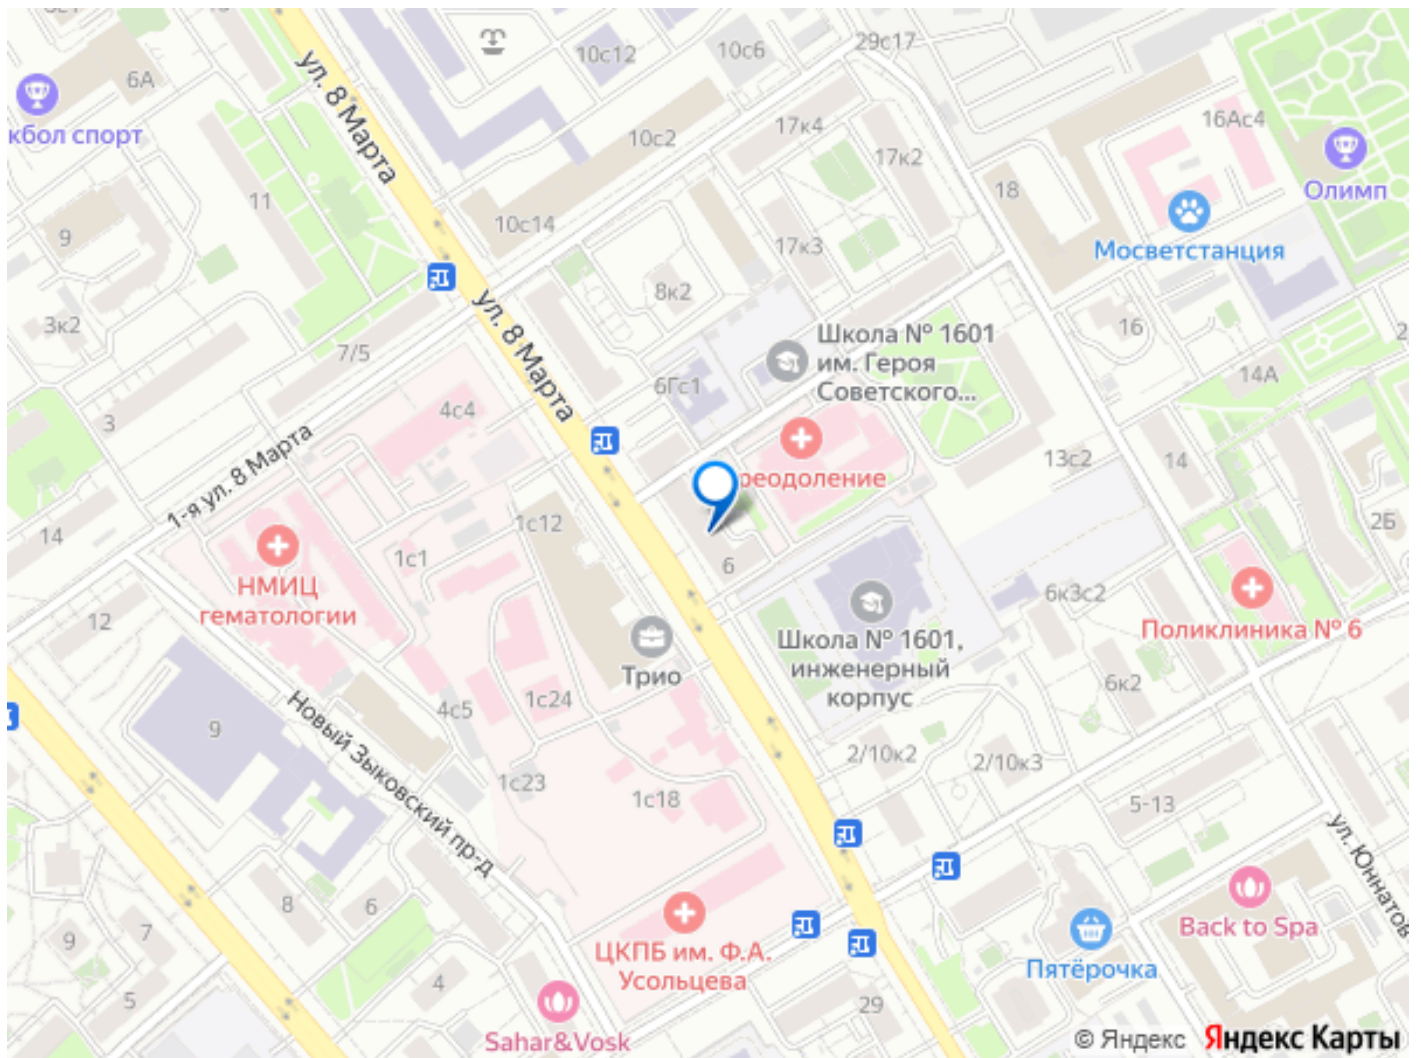 10с12
10с6
29с17
6А
кбол спорт
ул. 8 Марта
10с2
17к4
17к2
16Ас4
Олимп
18
11
9
10с14
17к3
Мосветстанция
8к2
ул. 8 Марта
3к2
7/5
16
Школа № 1601
им. Героя
Советского...
6Гс1
14А
2
3
4с4
1-я ул. 8 Марта
реодоление
13с2
14
14
1с12
2Б
НМИЦ
гематологии
1с1
6
12
6к3с2
Поликлиника № 6
Школа № 1601,
инженерный
корпус
Трио
6к2
Новый Зыковский пр-д
4с5
1с24
9
2/10к2
2/10к3
1с23
1с18
5-13
ул. Юннатов
8
6
9
7
Back to Spa
ЦКПБ им. Ф.А.
Усольцева
Пятёрочка
4
5
29
Sahar&Vosk
© Яндекс Яндекс Карты